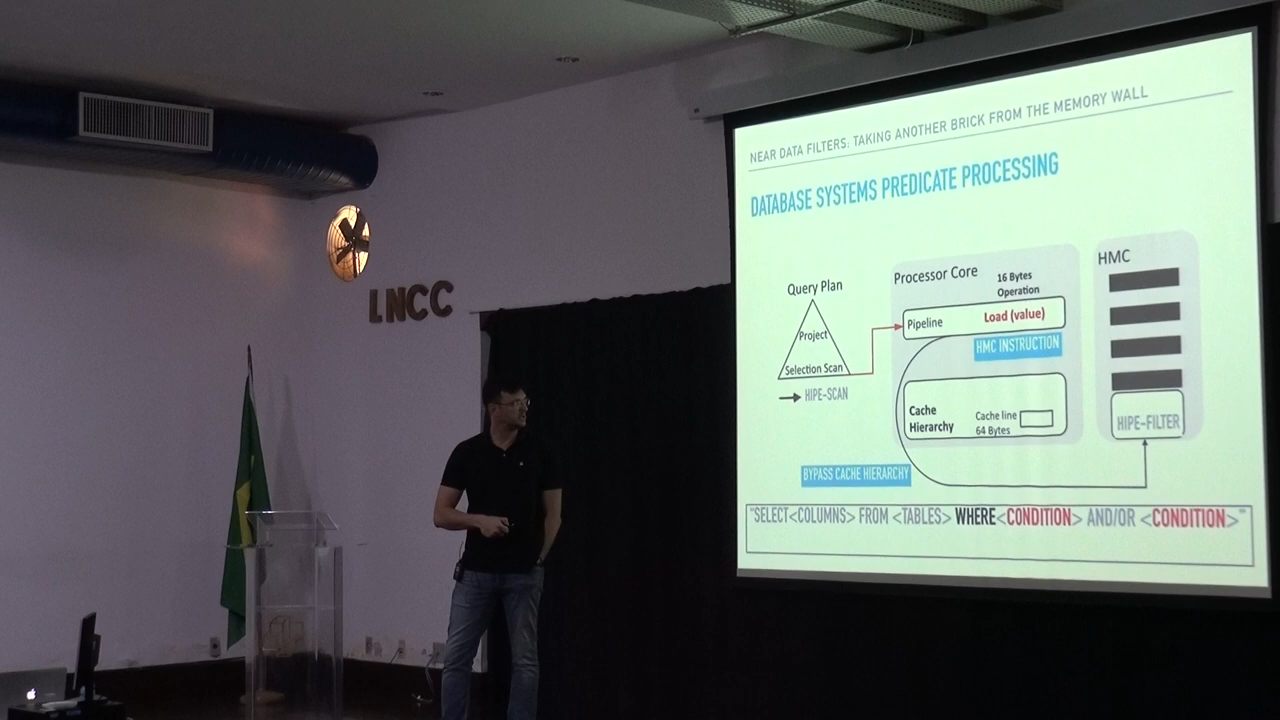 LNCC
NEAR DATA FILTERS: TAKING ANOTHER BRICK FROM THE MEMORY WALL
DATABASE SYSTEMS PREDICATE PROCESSING
Query Plan
Project
Selection Scan
HIPE-SCAN
Processor Core
16 Bytes
Operation
Pipeline
Load (value)
HMC INSTRUCTION
Cache
Hierarchy
Cache line
64 Bytes
BYPASS CACHE HIERARCHY
HMC
HIPE-FILTER
"SELECT<COLUMNS> FROM <TABLES> WHERE<CONDITION> AND/OR <CONDITION>"